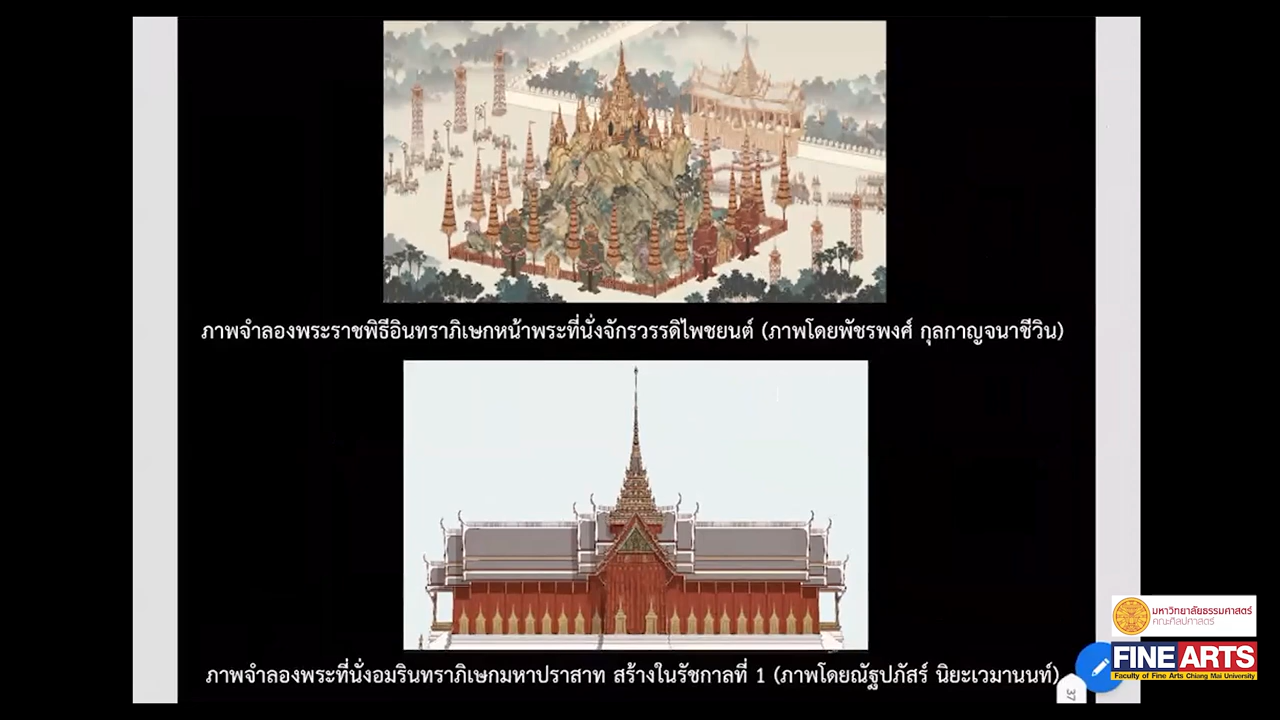 ภาพจำลองพระราชพิธีอินทราภิเษกหน้าพระที่นั่งจักรวรรดิไพชยนต์ (ภาพโดยพัชรพงศ์ กุลกาญจนาชีวิน)
ภาพจำลองพระที่นั่งอมรินทราภิเษกมหาปราสาท สร้างในรัชกาลที่ 1 (ภาพโดยณัฐปภัสร์ นิยะเวมานนท์)
มหาวิทยาลัยธรรมศาสตร์
คณะศิลปศาสตร์
FINE ARTS
Faculty of Fine Arts Chiang Mai University
37